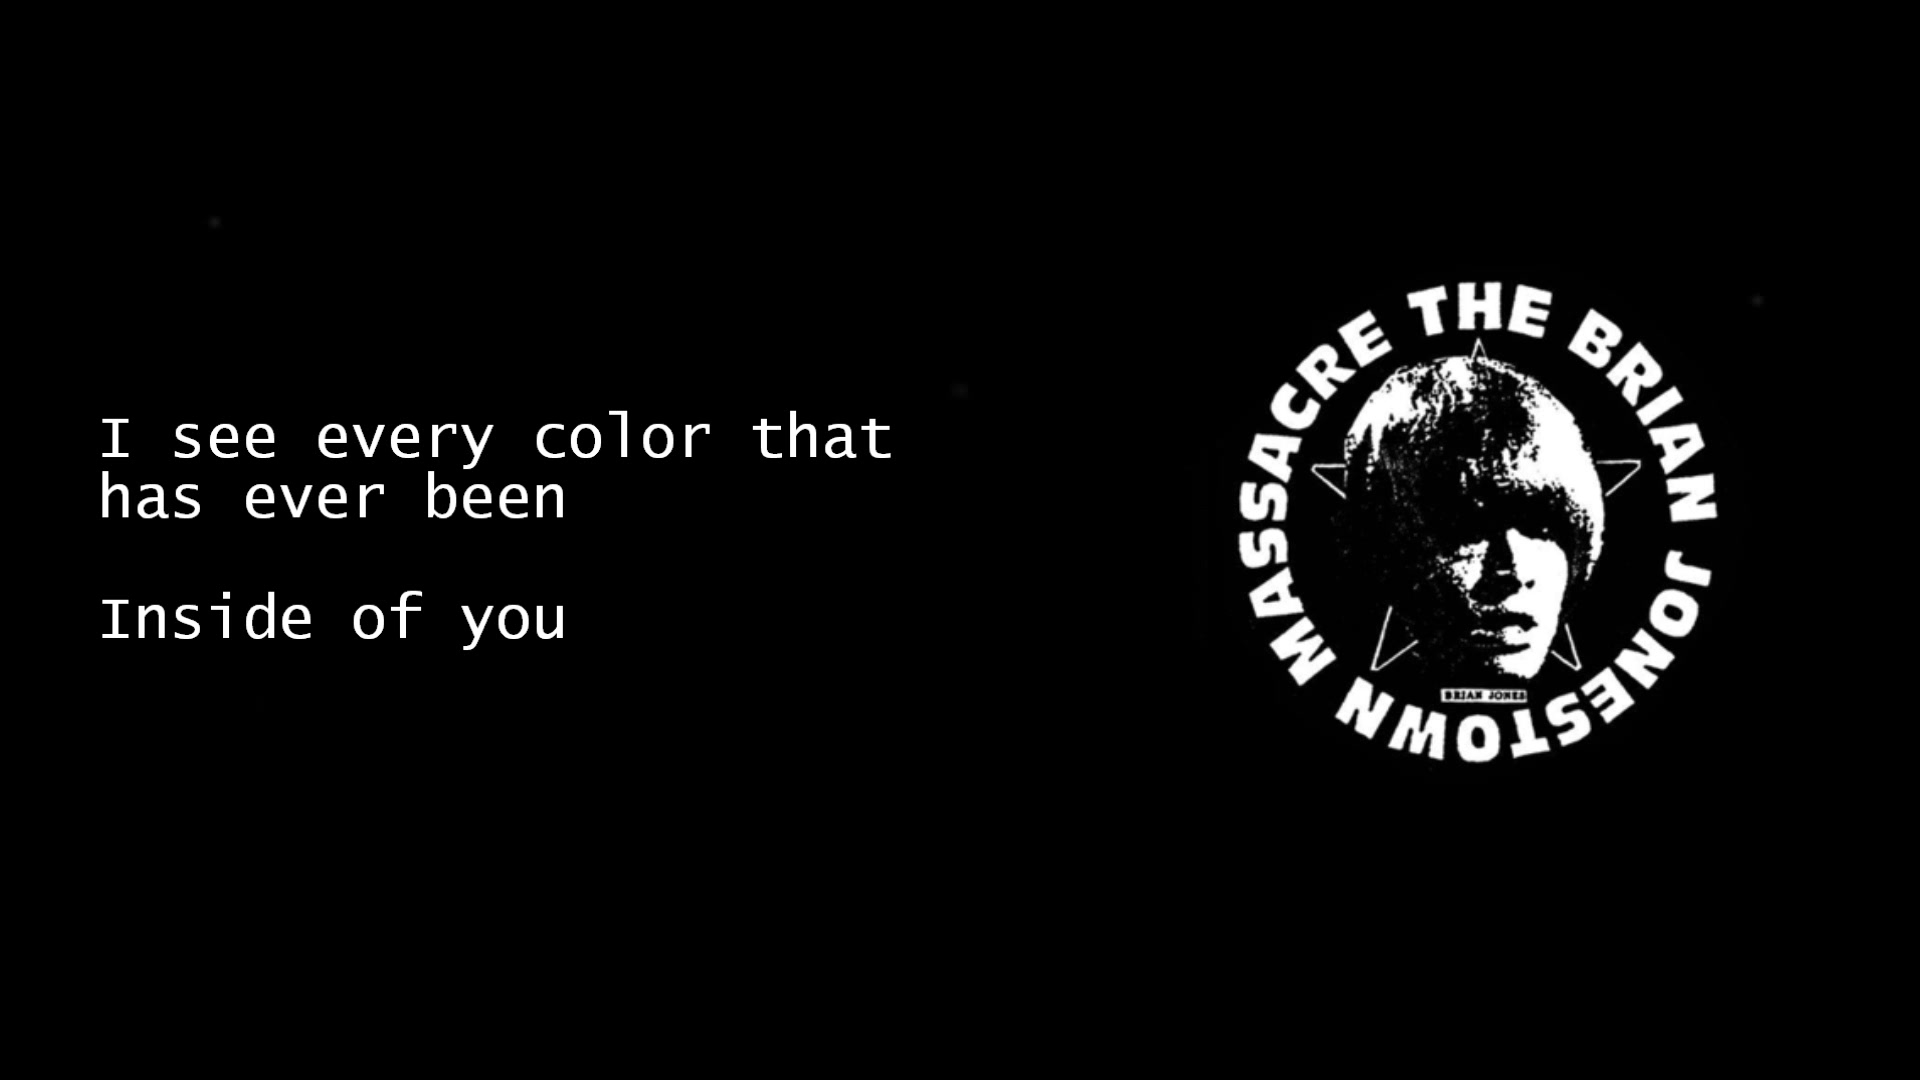 I see every color that
has ever been
Inside of you
THE BRIAN JONESTOWN MASSACRE
BRIAN JONES